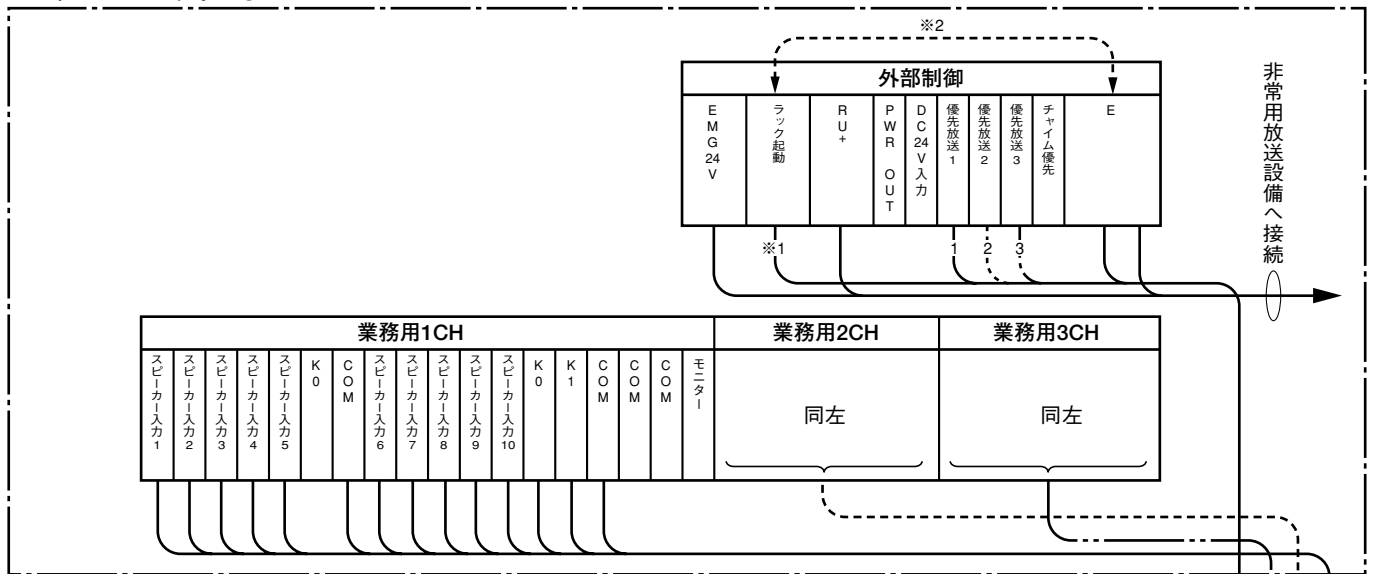 ※2
外部制御
EMG24V
ラック起動
RU+
PWR OUT
DC24V入力
優先放送1
優先放送2
優先放送3
チャイム優先
E
非常用放送設備へ接続
※1
1
2
3
業務用1CH
業務用2CH
業務用3CH
スピーカー入力1
スピーカー入力2
スピーカー入力3
スピーカー入力4
スピーカー入力5
K0
COM
スピーカー入力6
スピーカー入力7
スピーカー入力8
スピーカー入力9
スピーカー入力10
K0
K1
COM
COM
COM
モニター
同左
同左